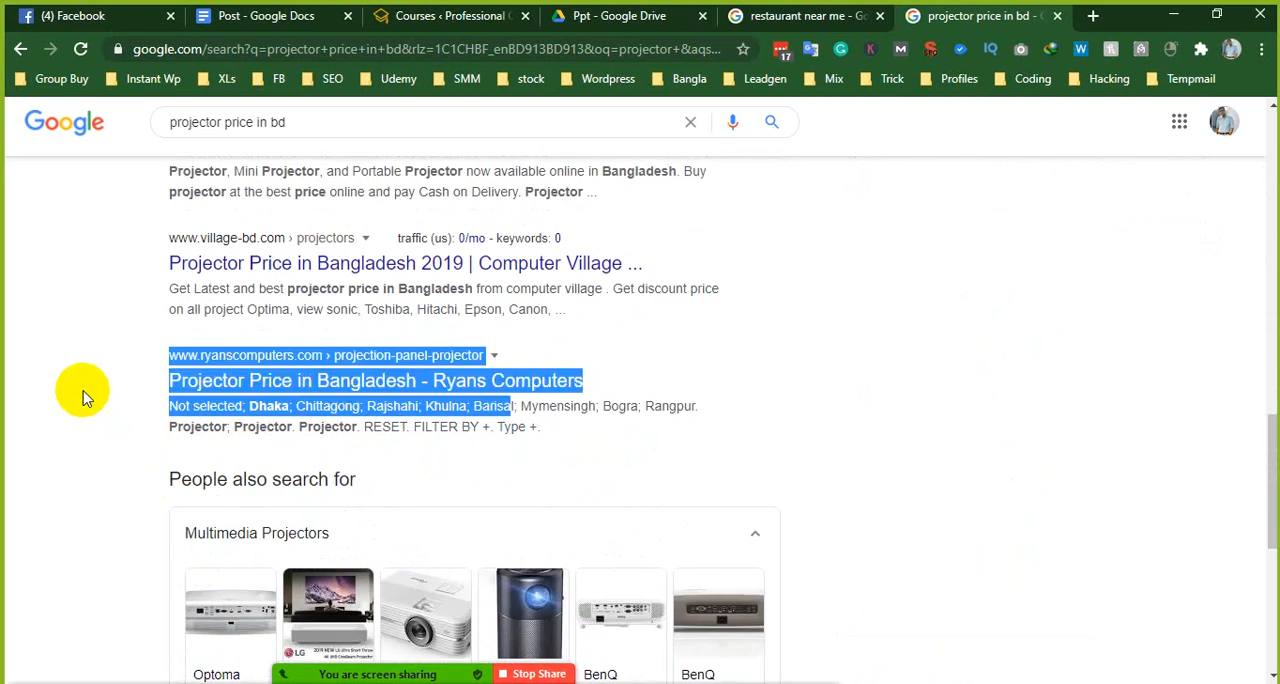 (4) Facebook
Post - Google Docs
Courses ‹ Professional C
Ppt - Google Drive
restaurant near me - Go
projector price in bd - G
google.com/search?q=projector+price+in+bd&rlz=1C1CHBF_enBD913BD913&oq=projector+&aqs...
17
IQ
Group Buy
Instant Wp
XLs
FB
SEO
Udemy
SMM
stock
Wordpress
Bangla
Leadgen
Mix
Trick
Profiles
Coding
Hacking
Tempmail
Google
projector price in bd
Projector, Mini Projector, and Portable Projector now available online in Bangladesh. Buy
projector at the best price online and pay Cash on Delivery. Projector ...
www.village-bd.com › projectors traffic (us): 0/mo - keywords: 0
Projector Price in Bangladesh 2019 | Computer Village ...
Get Latest and best projector price in Bangladesh from computer village . Get discount price
on all project Optima, view sonic, Toshiba, Hitachi, Epson, Canon, ...
www.ryanscomputers.com › projection-panel-projector
Projector Price in Bangladesh - Ryans Computers
Not selected; Dhaka; Chittagong; Rajshahi; Khulna; Barisal; Mymensingh; Bogra; Rangpur.
Projector; Projector. Projector. RESET. FILTER BY +. Type +.
People also search for
Multimedia Projectors
LG
Optoma
BenQ
BenQ
You are screen sharing
Stop Share